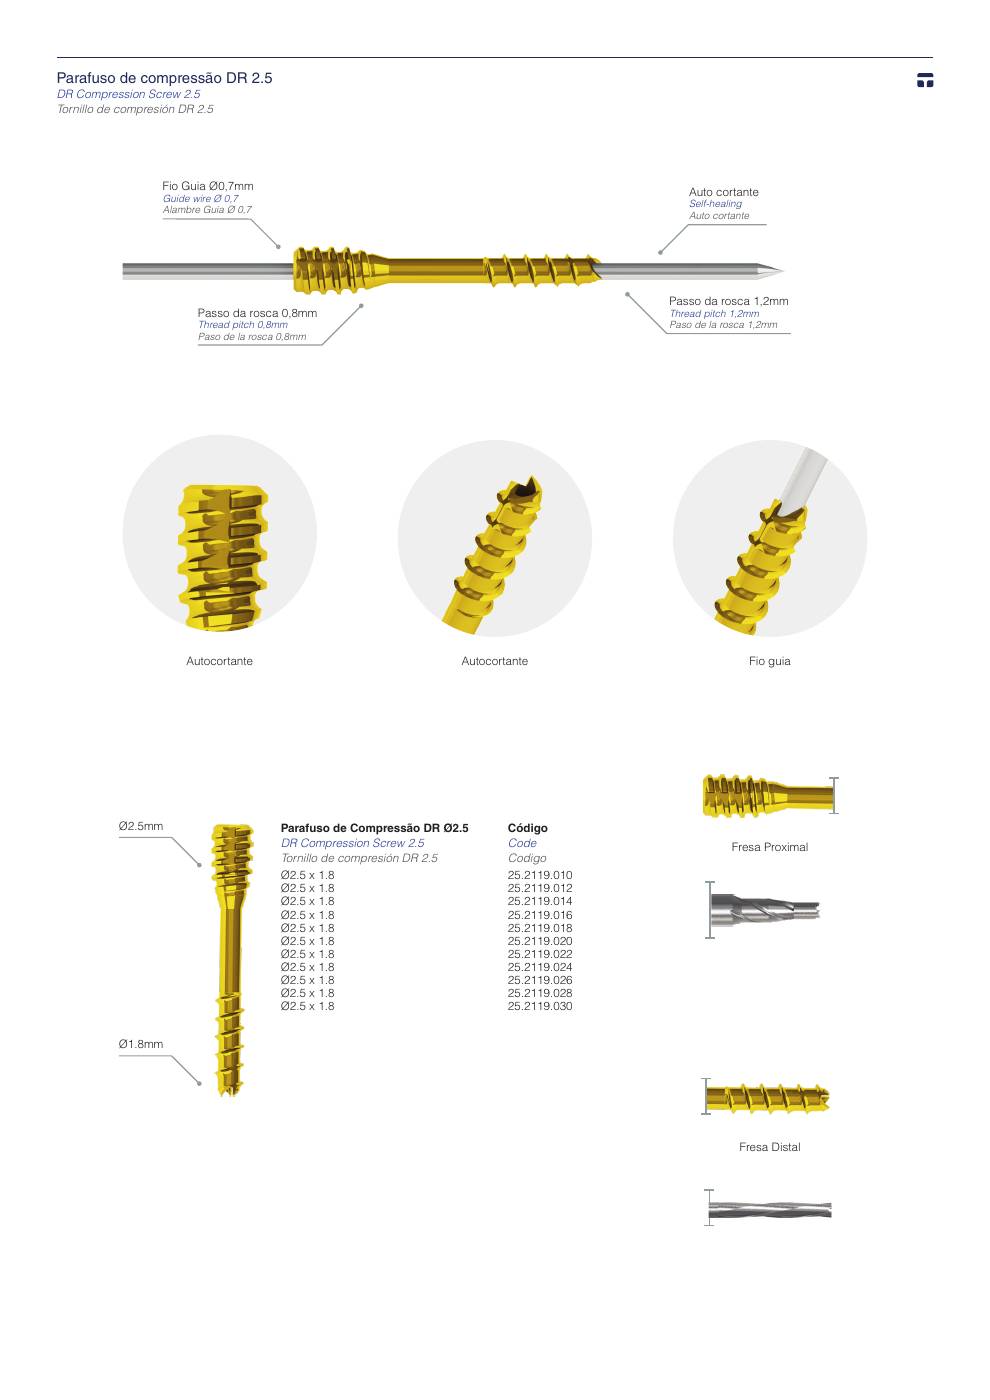 Parafuso de compressão DR 2.5
DR Compression Screw 2.5
Tornillo de compresión DR 2.5
Fio Guia Ø0,7mm
Guide wire Ø 0,7
Alambre Guia Ø 0,7
Auto cortante
Self-healing
Auto cortante
Passo da rosca 0,8mm
Thread pitch 0,8mm
Paso de la rosca 0,8mm
Passo da rosca 1,2mm
Thread pitch 1,2mm
Paso de la rosca 1,2mm
Autocortante
Autocortante
Fio guia
Ø2.5mm
Ø1.8mm
Parafuso de Compressão DR Ø2.5 Código
DR Compression Screw 2.5 Code
Tornillo de compresión DR 2.5 Codigo
Ø2.5 x 1.8 25.2119.010
Ø2.5 x 1.8 25.2119.012
Ø2.5 x 1.8 25.2119.014
Ø2.5 x 1.8 25.2119.016
Ø2.5 x 1.8 25.2119.018
Ø2.5 x 1.8 25.2119.020
Ø2.5 x 1.8 25.2119.022
Ø2.5 x 1.8 25.2119.024
Ø2.5 x 1.8 25.2119.026
Ø2.5 x 1.8 25.2119.028
Ø2.5 x 1.8 25.2119.030
Fresa Proximal
Fresa Distal